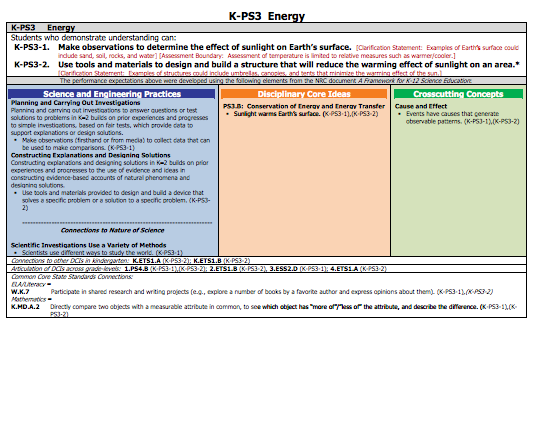 K-PS3 Energy
K-PS3 Energy
Students who demonstrate understanding can:
K-PS3-1. Make observations to determine the effect of sunlight on Earth's surface. [Clarification Statement: Examples of Earth's surface could
include sand, soil, rocks, and water] [Assessment Boundary: Assessment of temperature is limited to relative measures such as warmer/cooler.]
K-PS3-2. Use tools and materials to design and build a structure that will reduce the warming effect of sunlight on an area.*
[Clarification Statement: Examples of structures could include umbrellas, canopies, and tents that minimize the warming effect of the sun.]
The performance expectations above were developed using the following elements from the NRC document A Framework for K-12 Science Education:
Science and Engineering Practices
Planning and Carrying Out Investigations
Planning and carrying out investigations to answer questions or test
solutions to problems in K–2 builds on prior experiences and progresses
to simple investigations, based on fair tests, which provide data to
support explanations or design solutions.
• Make observations (firsthand or from media) to collect data that can
be used to make comparisons. (K-PS3-1)
Constructing Explanations and Designing Solutions
Constructing explanations and designing solutions in K–2 builds on prior
experiences and progresses to the use of evidence and ideas in
constructing evidence-based accounts of natural phenomena and
designing solutions.
• Use tools and materials provided to design and build a device that
solves a specific problem or a solution to a specific problem. (K-PS3-
2)
Connections to Nature of Science
Scientific Investigations Use a Variety of Methods
• Scientists use different ways to study the world. (K-PS3-1)
Disciplinary Core Ideas
PS3.B: Conservation of Energy and Energy Transfer
• Sunlight warms Earth's surface. (K-PS3-1),(K-PS3-2)
Crosscutting Concepts
Cause and Effect
• Events have causes that generate
observable patterns. (K-PS3-1),(K-PS3-2)
Connections to other DCIs in kindergarten: K.ETS1.A (K-PS3-2); K.ETS1.B (K-PS3-2)
Articulation of DCIs across grade-levels: 1.PS4.B (K-PS3-1),(K-PS3-2); 2.ETS1.B (K-PS3-2), 3.ESS2.D (K-PS3-1); 4.ETS1.A (K-PS3-2)
Common Core State Standards Connections:
ELA/Literacy –
W.K.7 Participate in shared research and writing projects (e.g., explore a number of books by a favorite author and express opinions about them). (K-PS3-1),(K-PS3-2)
Mathematics –
K.MD.A.2 Directly compare two objects with a measurable attribute in common, to see which object has "more of"/"less of" the attribute, and describe the difference. (K-PS3-1),(K-
PS3-2)